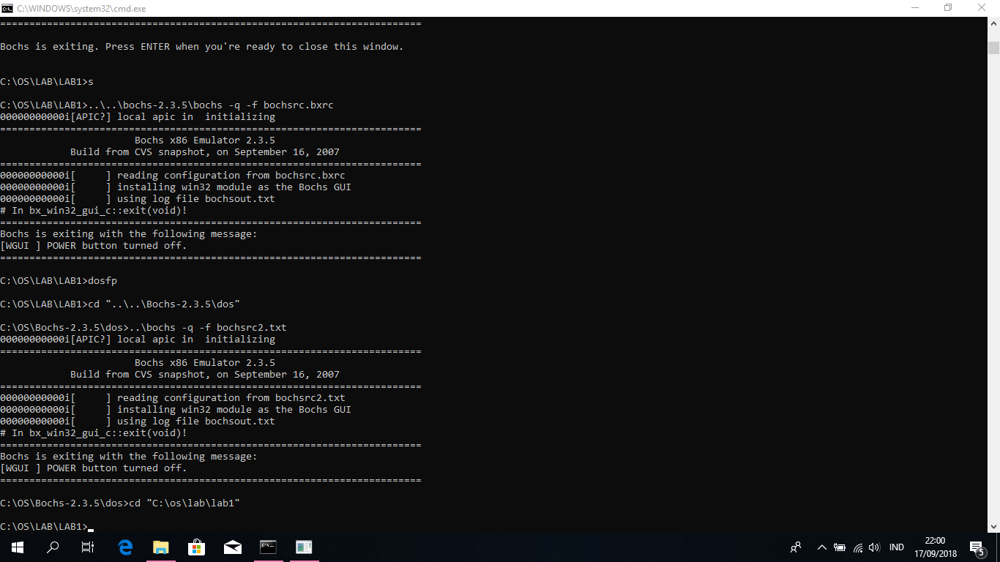 C:\WINDOWS\system32\cmd.exe
========================================================================
Bochs is exiting. Press ENTER when you're ready to close this window.
C:\OS\LAB\LAB1>s
C:\OS\LAB\LAB1>..\..\bochs-2.3.5\bochs -q -f bochsrc.bxrc
00000000000i[APIC?] local apic in  initializing
========================================================================
Bochs x86 Emulator 2.3.5
Build from CVS snapshot, on September 16, 2007
========================================================================
00000000000i[     ] reading configuration from bochsrc.bxrc
00000000000i[     ] installing win32 module as the Bochs GUI
00000000000i[     ] using log file bochsout.txt
# In bx_win32_gui_c::exit(void)!
========================================================================
Bochs is exiting with the following message:
[WGUI ] POWER button turned off.
========================================================================
C:\OS\LAB\LAB1>dosfp
C:\OS\LAB\LAB1>cd "..\..\Bochs-2.3.5\dos"
C:\OS\Bochs-2.3.5\dos>..\bochs -q -f bochsrc2.txt
00000000000i[APIC?] local apic in  initializing
========================================================================
Bochs x86 Emulator 2.3.5
Build from CVS snapshot, on September 16, 2007
========================================================================
00000000000i[     ] reading configuration from bochsrc2.txt
00000000000i[     ] installing win32 module as the Bochs GUI
00000000000i[     ] using log file bochsout.txt
# In bx_win32_gui_c::exit(void)!
========================================================================
Bochs is exiting with the following message:
[WGUI ] POWER button turned off.
========================================================================
C:\OS\Bochs-2.3.5\dos>cd "C:\os\lab\lab1"
C:\OS\LAB\LAB1>
IND
22:00
17/09/2018
5